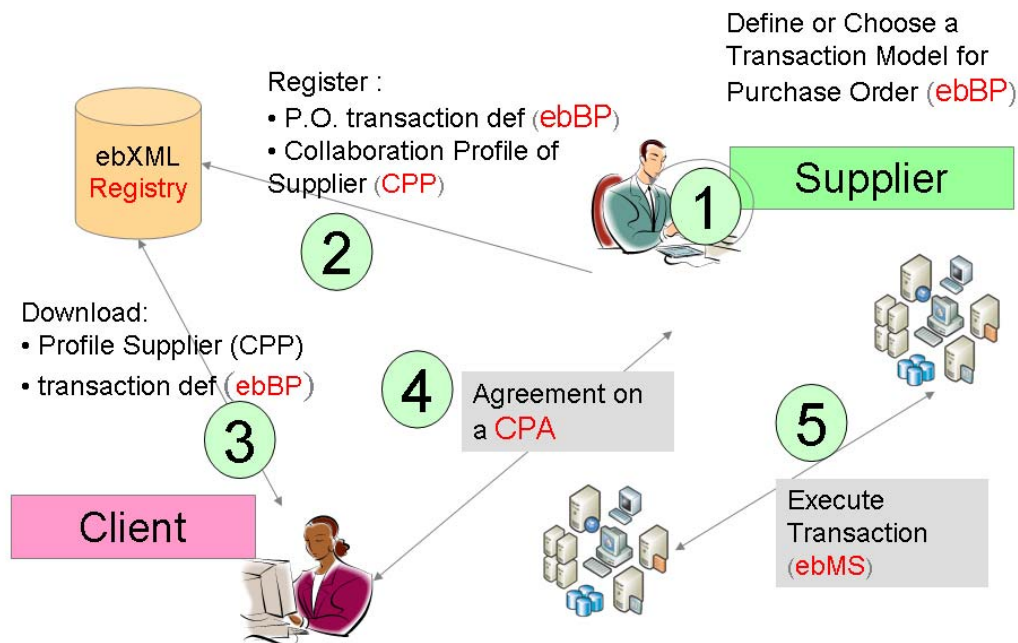 Define or Choose a
Transaction Model for
Purchase Order (ebBP)
Register :
• P.O. transaction def (ebBP)
• Collaboration Profile of
Supplier (CPP)
ebXML
Registry
1
Supplier
2
Download:
• Profile Supplier (CPP)
• transaction def (ebBP)
3
4
Agreement on
a CPA
5
Execute
Transaction
(ebMS)
Client